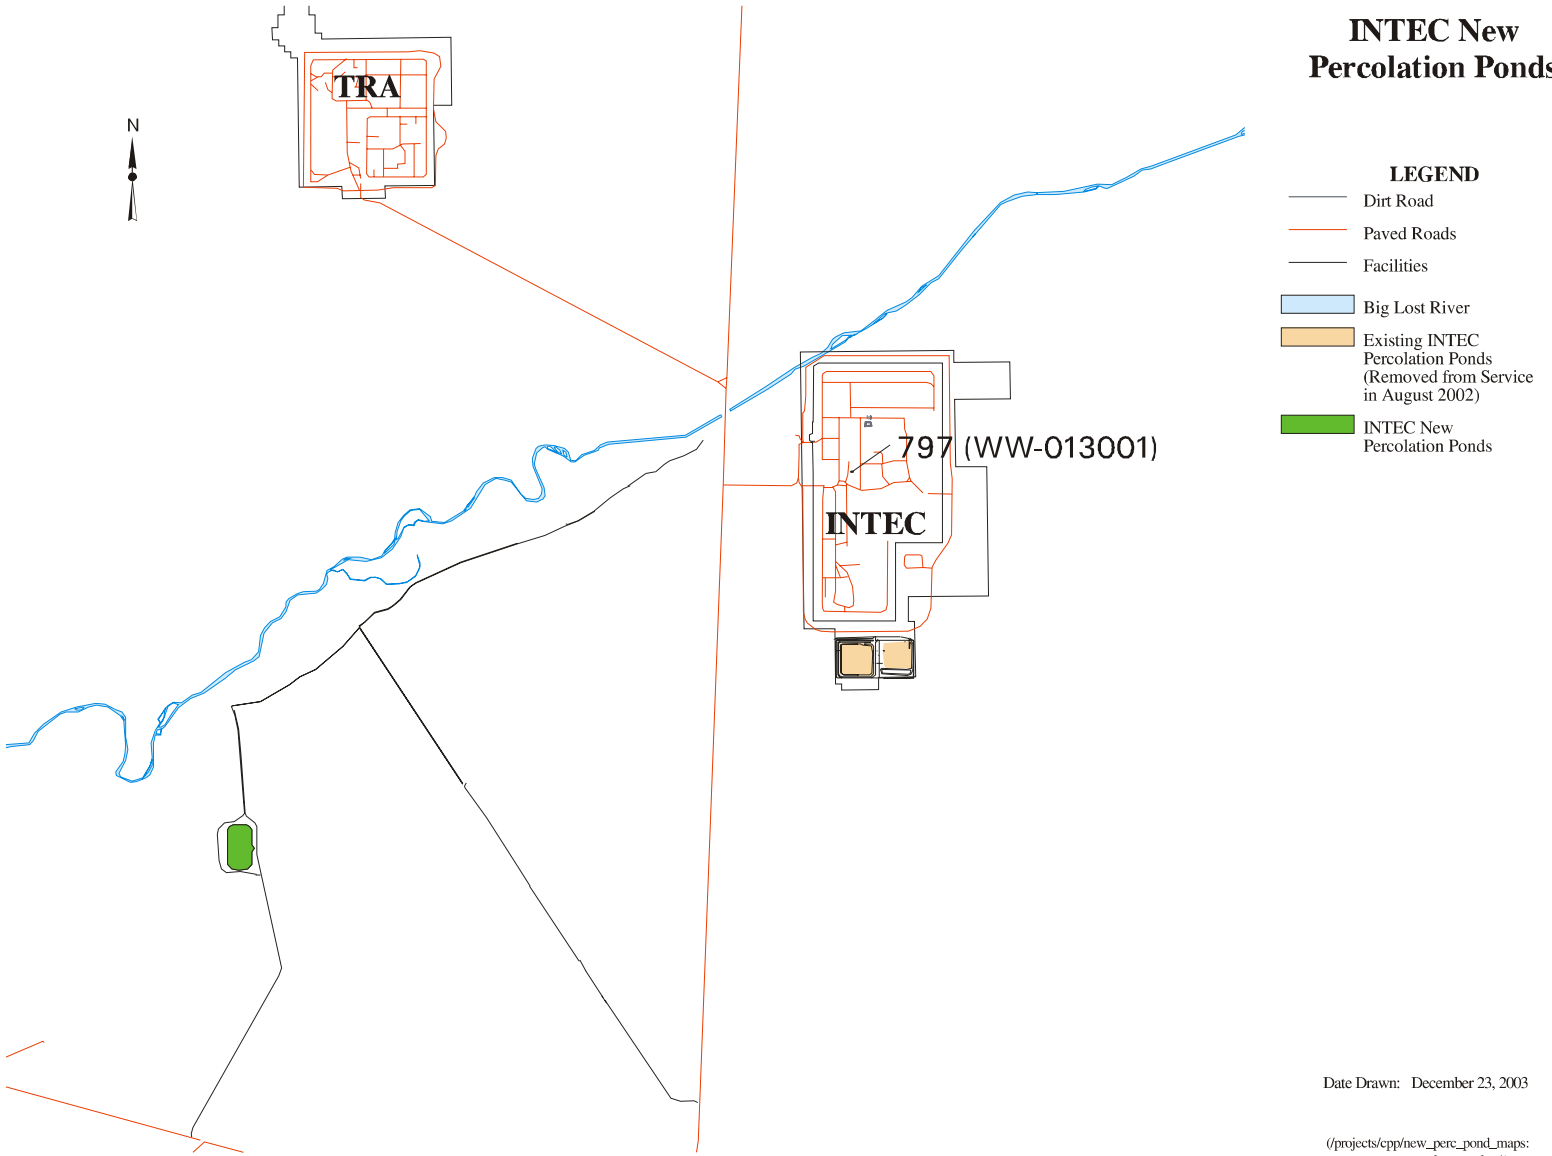 INTEC New
Percolation Ponds
TRA
N
LEGEND
Dirt Road
Paved Roads
Facilities
Big Lost River
Existing INTEC
Percolation Ponds
(Removed from Service
in August 2002)
INTEC New
Percolation Ponds
797 (WW-013001)
INTEC
Date Drawn: December 23, 2003
(/projects/cpp/new_perc_pond_maps: